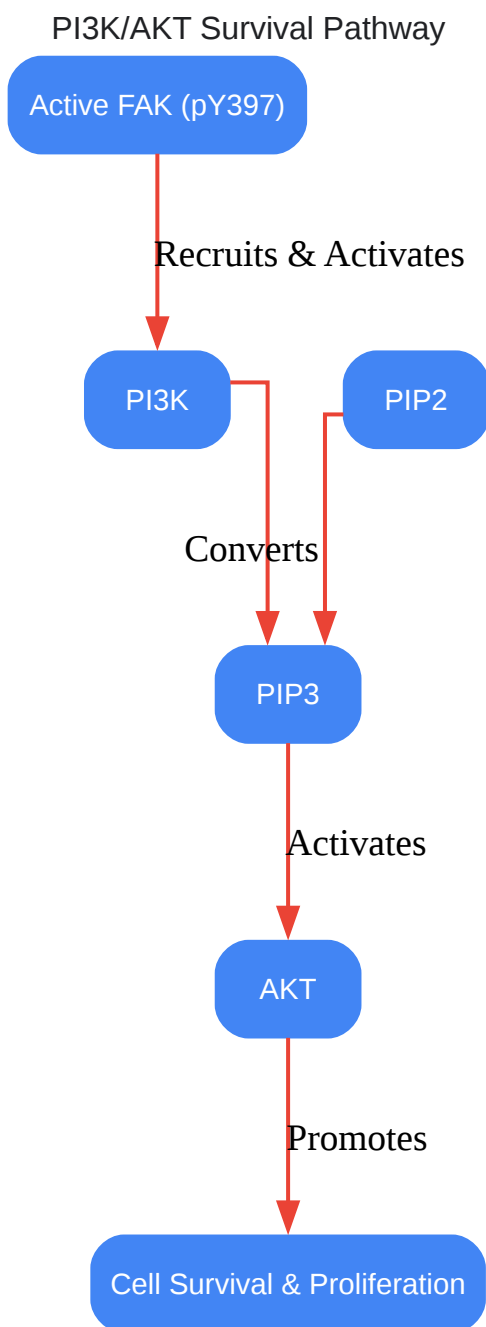 PI3K/AKT Survival Pathway
Active FAK (pY397)
Recruits & Activates
PI3K
PIP2
Converts
PIP3
Activates
AKT
Promotes
Cell Survival & Proliferation